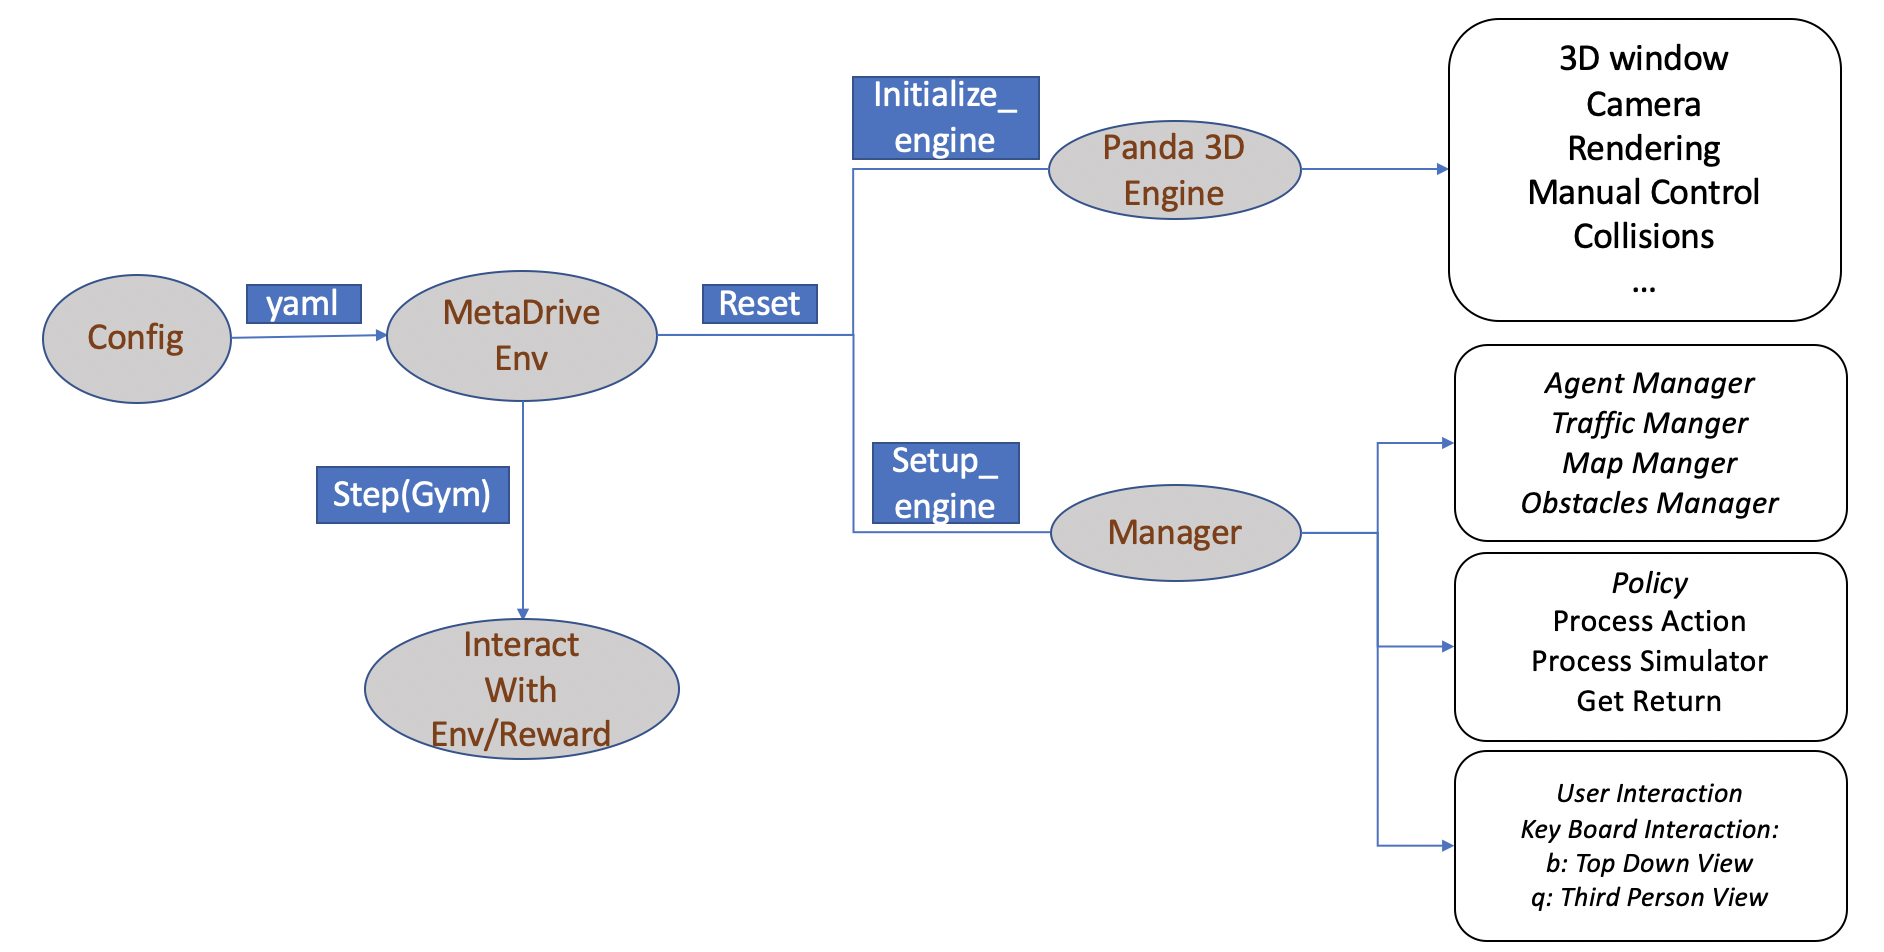 Config
yaml
MetaDrive
Env
Step(Gym)
Interact
With
Env/Reward
Reset
Initialize_
engine
Panda 3D
Engine
3D window
Camera
Rendering
Manual Control
Collisions
...
Setup_
engine
Manager
Agent Manager
Traffic Manger
Map Manger
Obstacles Manager
Policy
Process Action
Process Simulator
Get Return
User Interaction
Key Board Interaction:
b: Top Down View
q: Third Person View